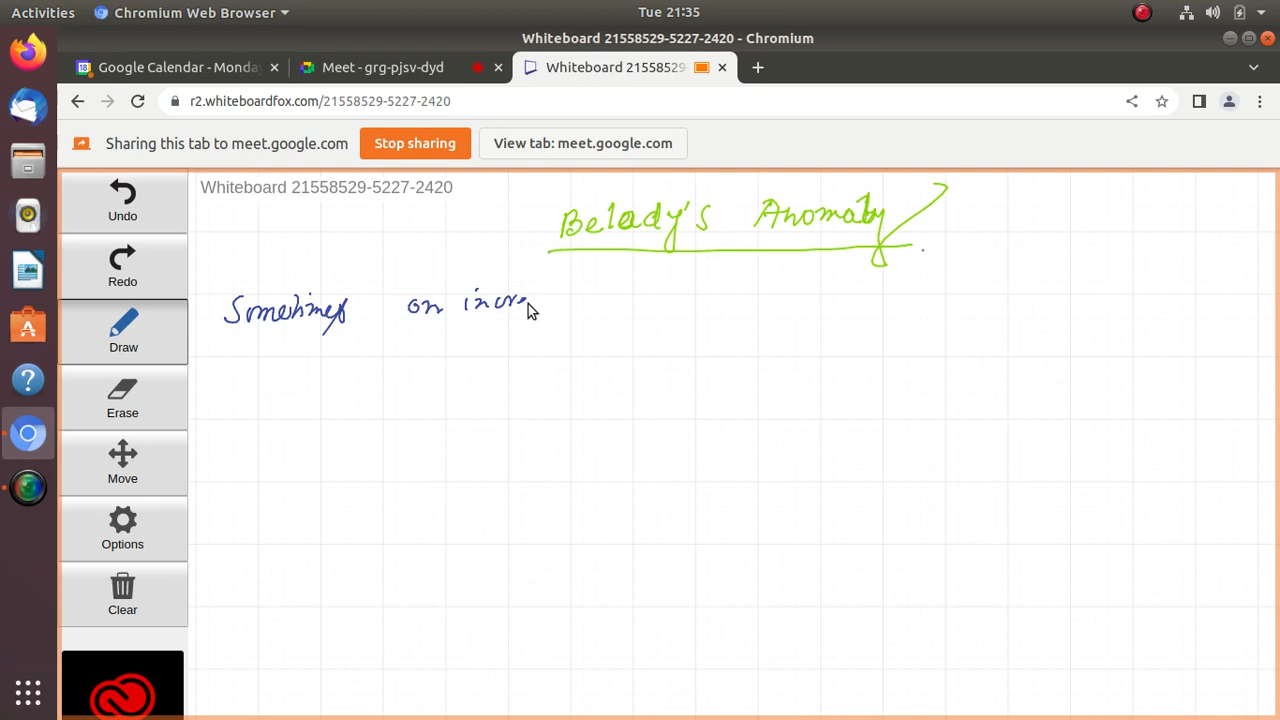 Activities Chromium Web Browser Tue 21:35
Whiteboard 21558529-5227-2420 - Chromium
Google Calendar - Monday Meet - grg-pjsv-dyd Whiteboard 21558529
r2.whiteboardfox.com/21558529-5227-2420
Sharing this tab to meet.google.com Stop sharing View tab: meet.google.com
Whiteboard 21558529-5227-2420
Belady's Anomaly
Sometimes on incre
Undo
Redo
Draw
Erase
Move
Options
Clear